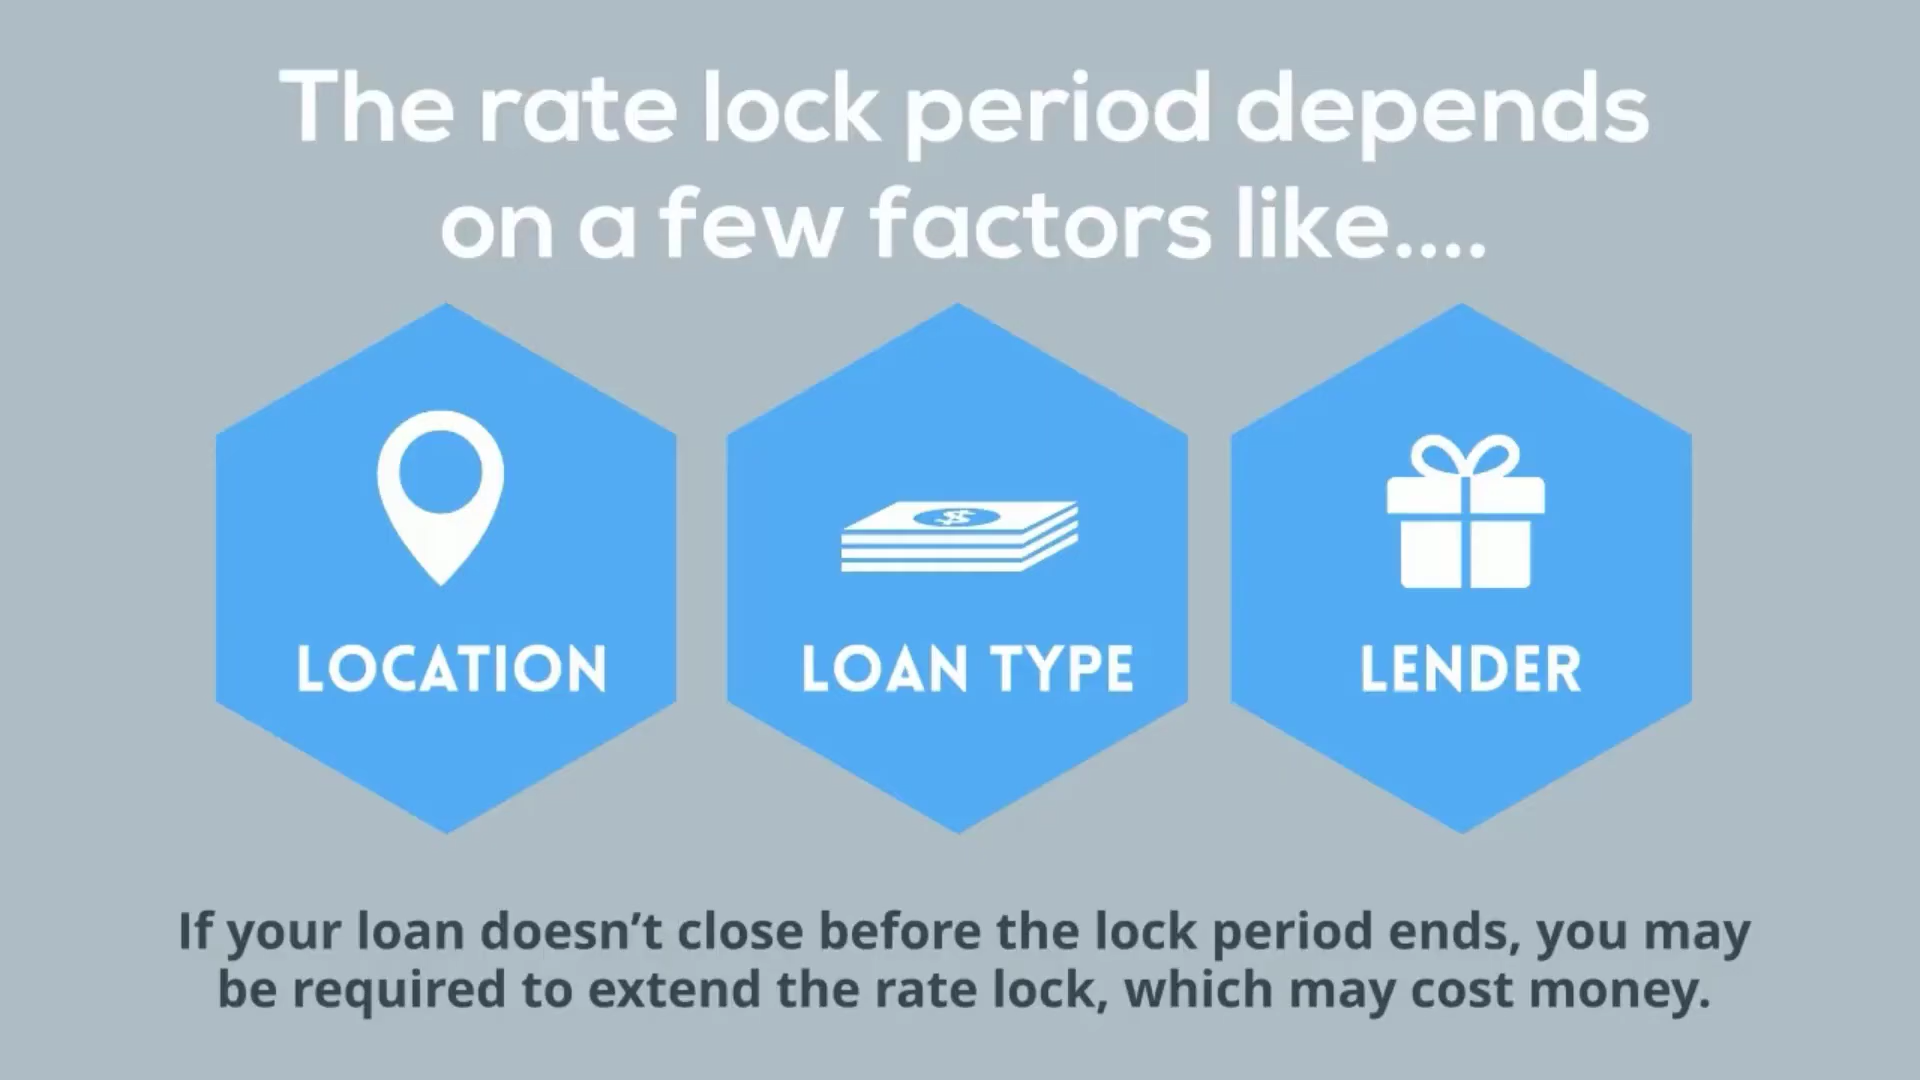 The rate lock period depends
on a few factors like....
LOCATION
LOAN TYPE
LENDER
If your loan doesn’t close before the lock period ends, you may
be required to extend the rate lock, which may cost money.